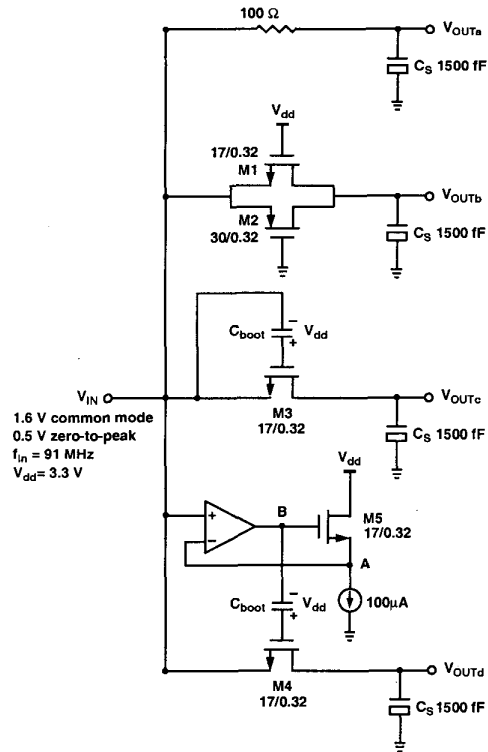 100 Ω
V_OUTa
C_S 1500 fF
V_dd
17/0.32
M1
M2
30/0.32
V_OUTb
C_S 1500 fF
−
C_boot V_dd
+
V_IN
1.6 V common mode
0.5 V zero-to-peak
f_in = 91 MHz
V_dd= 3.3 V
M3
17/0.32
V_OUTc
C_S 1500 fF
V_dd
+
−
B
M5
17/0.32
A
100µA
−
C_boot V_dd
+
M4
17/0.32
V_OUTd
C_S 1500 fF